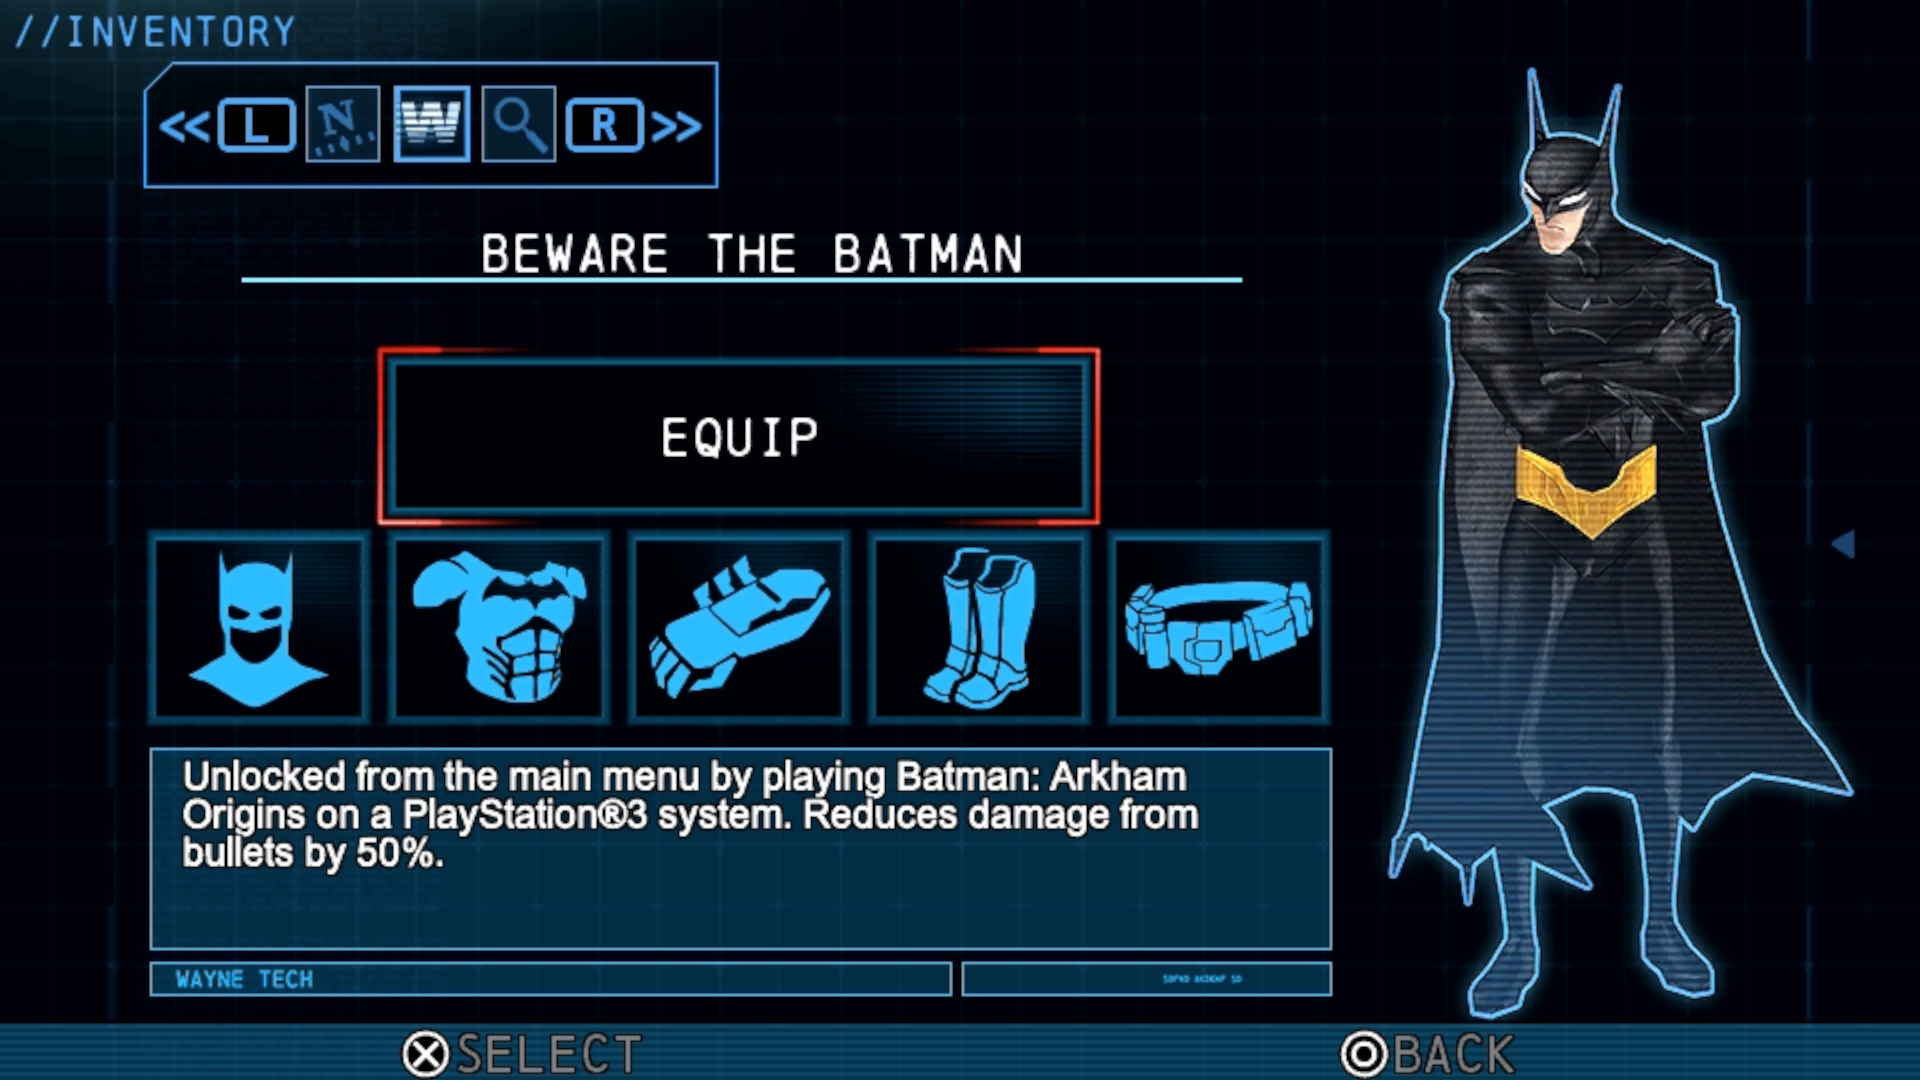 //INVENTORY
<< L N W R >>
BEWARE THE BATMAN
EQUIP
Unlocked from the main menu by playing Batman: Arkham
Origins on a PlayStation®3 system. Reduces damage from
bullets by 50%.
WAYNE TECH
SELECT
BACK